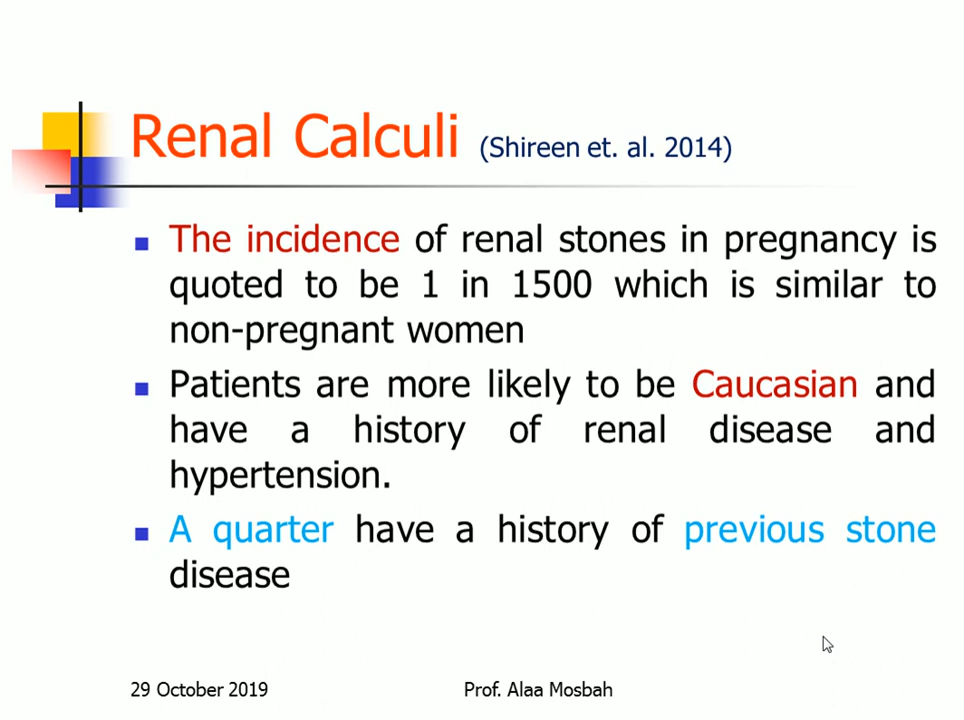 Renal Calculi (Shireen et. al. 2014)
The incidence of renal stones in pregnancy is
quoted to be 1 in 1500 which is similar to
non-pregnant women
Patients are more likely to be Caucasian and
have a history of renal disease and
hypertension.
A quarter have a history of previous stone
disease
29 October 2019 Prof. Alaa Mosbah